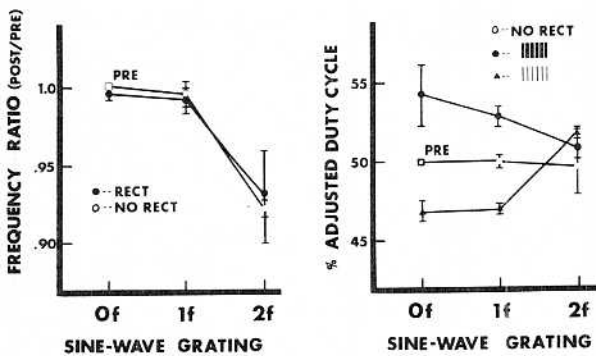 FREQUENCY RATIO (POST/PRE)
1.0
.95
.90
PRE
●-- RECT
○-- NO RECT
0f 1f 2f
SINE-WAVE GRATING
% ADJUSTED DUTY CYCLE
55
50
45
○-- NO RECT
●--
▲--
PRE
0f 1f 2f
SINE-WAVE GRATING